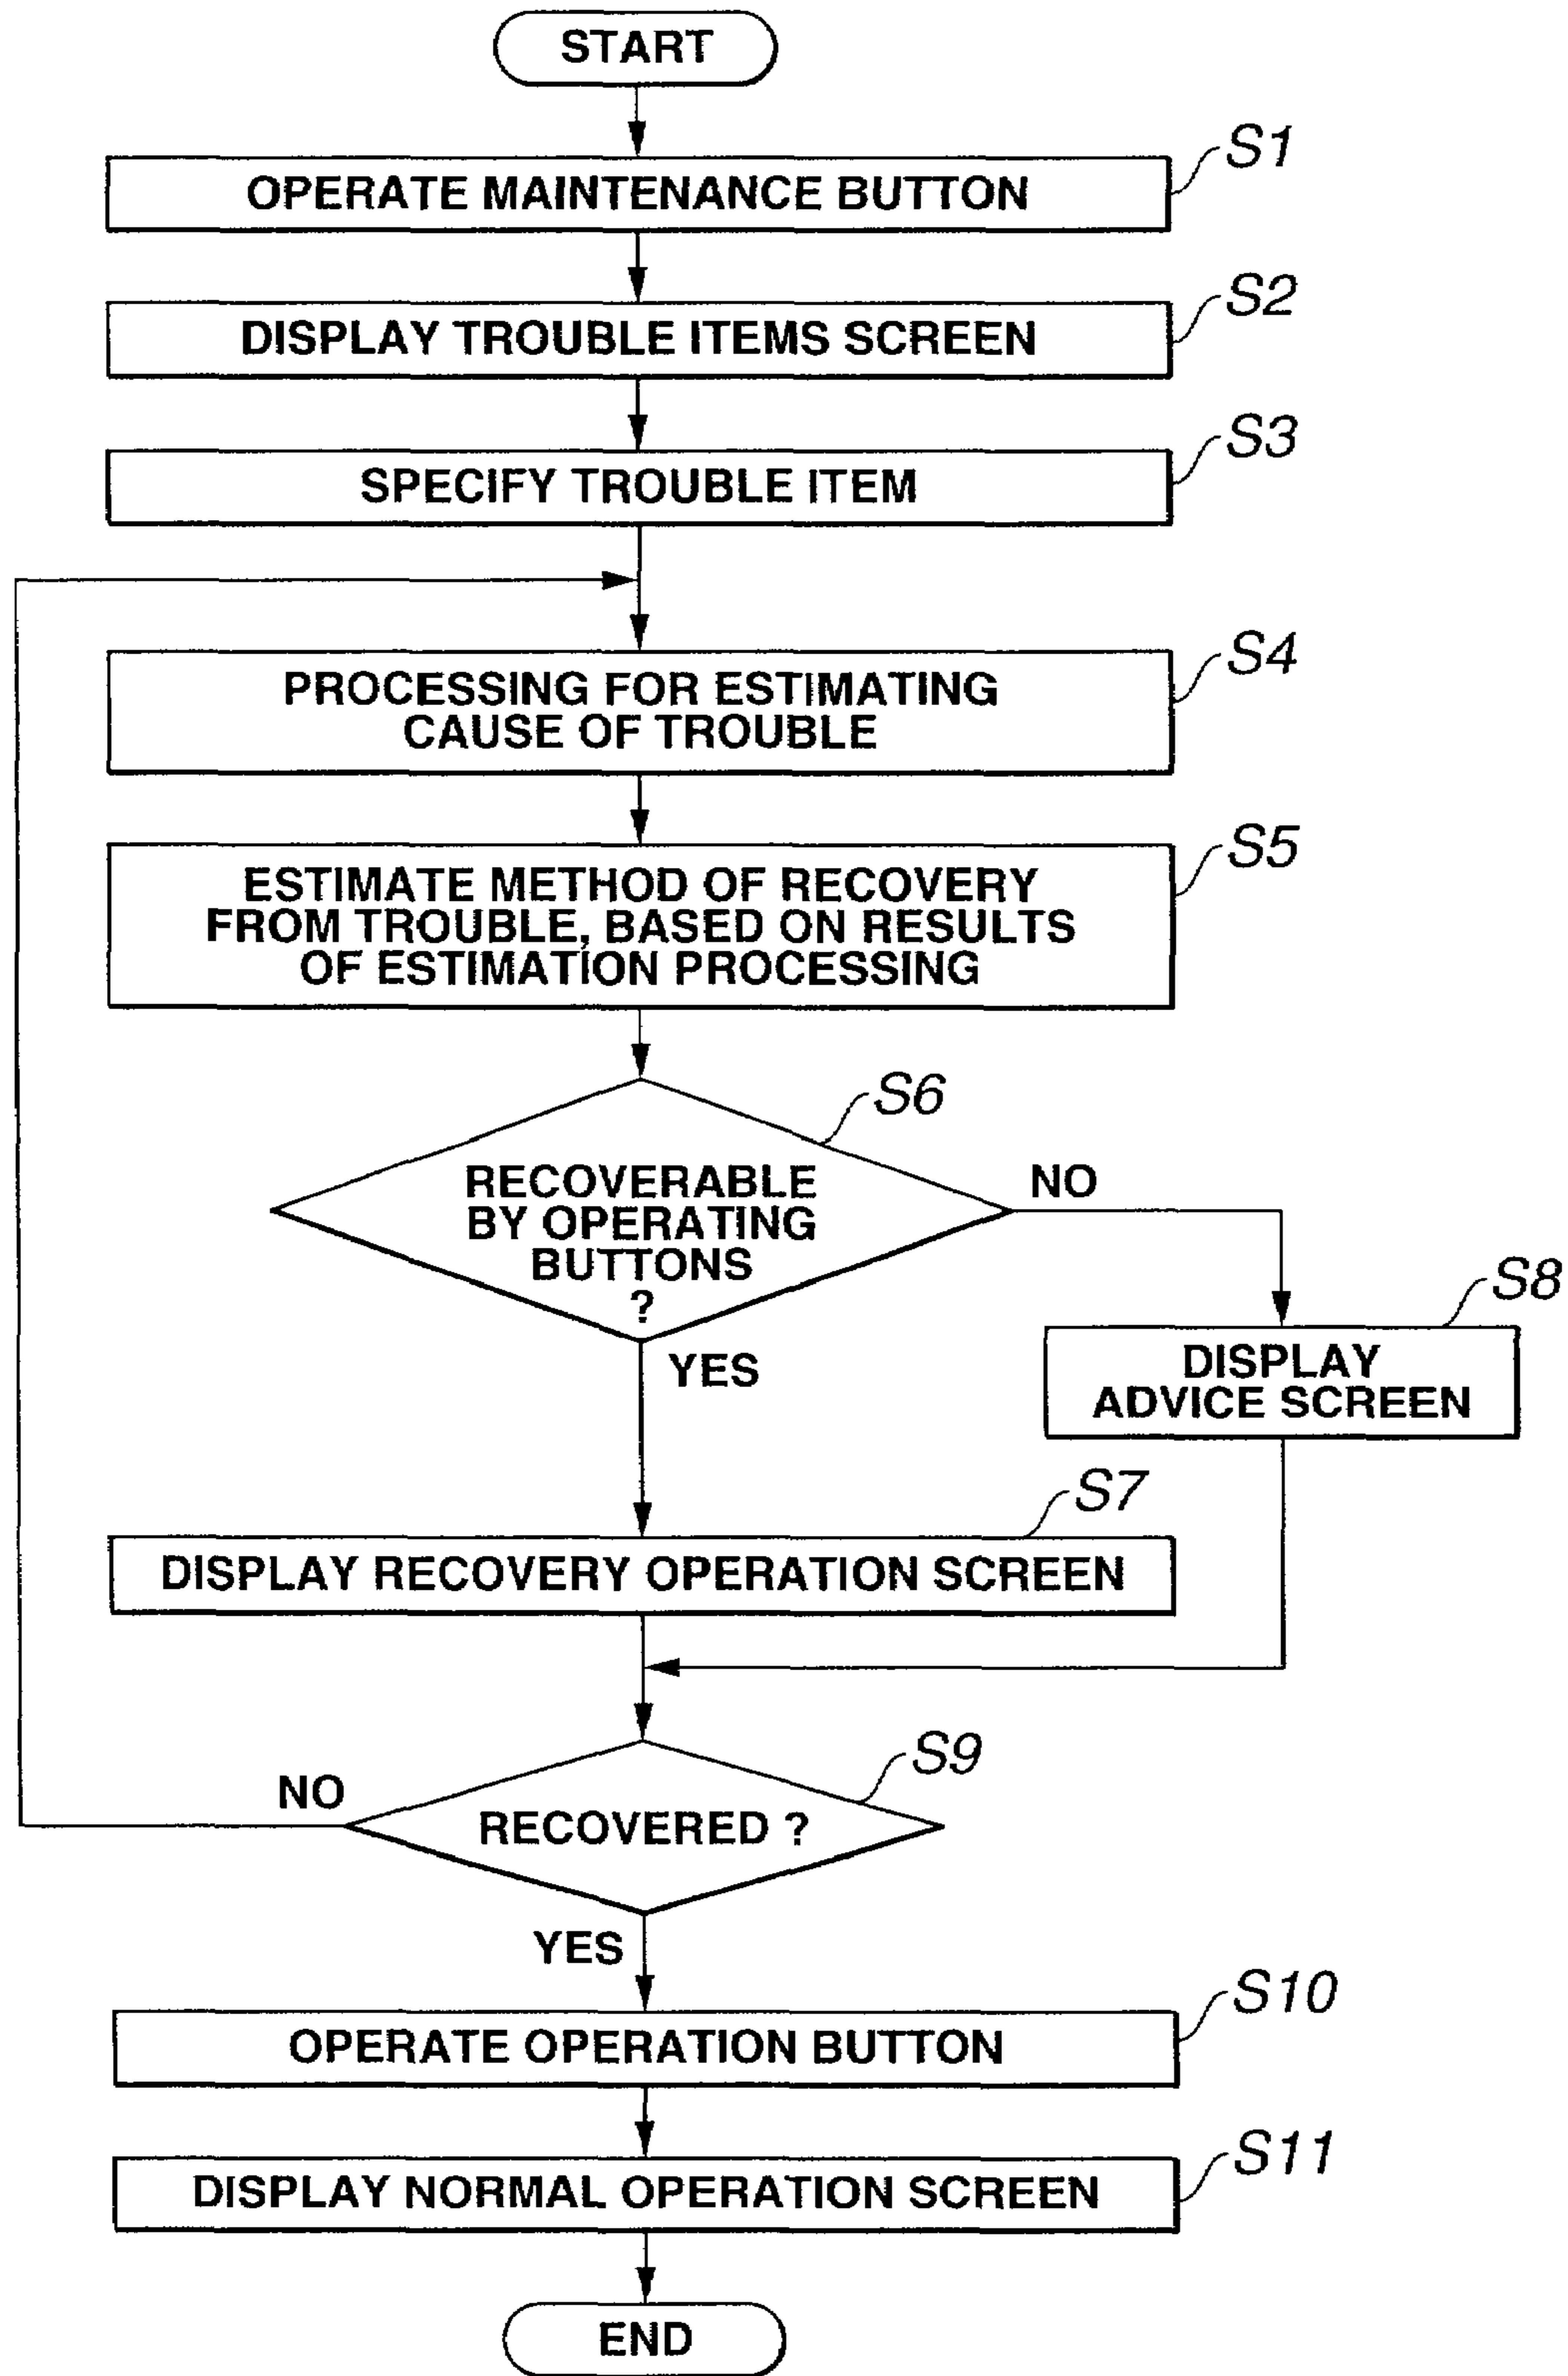 START
OPERATE MAINTENANCE BUTTON
S1
DISPLAY TROUBLE ITEMS SCREEN
S2
SPECIFY TROUBLE ITEM
S3
PROCESSING FOR ESTIMATING
CAUSE OF TROUBLE
S4
ESTIMATE METHOD OF RECOVERY
FROM TROUBLE, BASED ON RESULTS
OF ESTIMATION PROCESSING
S5
RECOVERABLE
BY OPERATING
BUTTONS
?
S6
NO
YES
DISPLAY
ADVICE SCREEN
S8
DISPLAY RECOVERY OPERATION SCREEN
S7
RECOVERED ?
S9
NO
YES
OPERATE OPERATION BUTTON
S10
DISPLAY NORMAL OPERATION SCREEN
S11
END